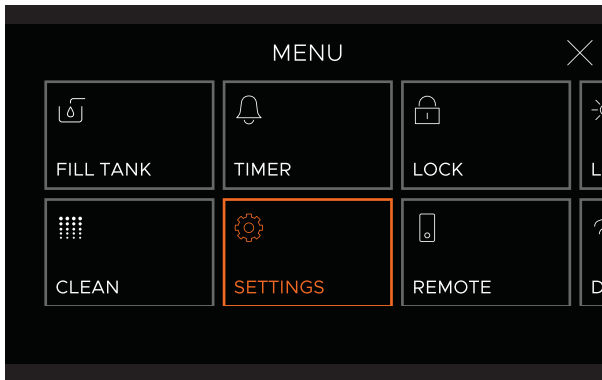 MENU
FILL TANK
TIMER
LOCK
L
CLEAN
SETTINGS
REMOTE
D